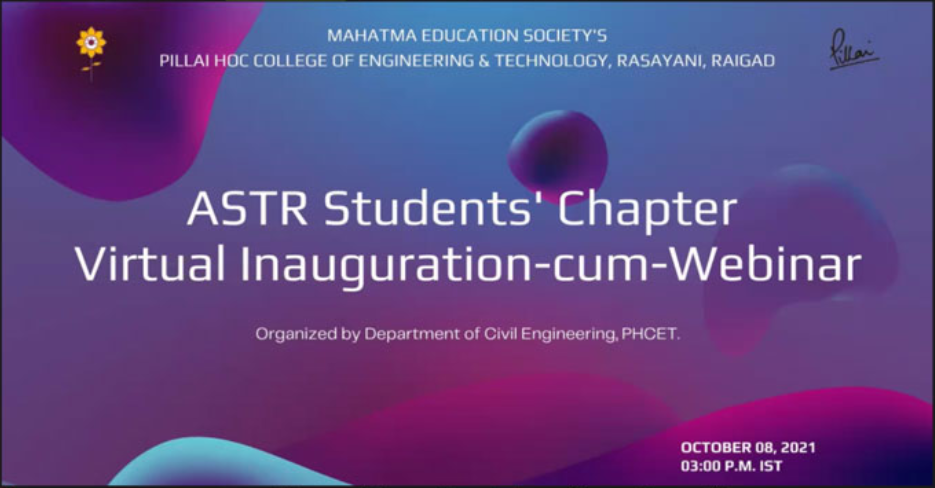 MAHATMA EDUCATION SOCIETY'S
PILLAI HOC COLLEGE OF ENGINEERING & TECHNOLOGY, RASAYANI, RAIGAD
Pillai
ASTR Students' Chapter
Virtual Inauguration-cum-Webinar
Organized by Department of Civil Engineering, PHCET.
OCTOBER 08, 2021
03:00 P.M. IST